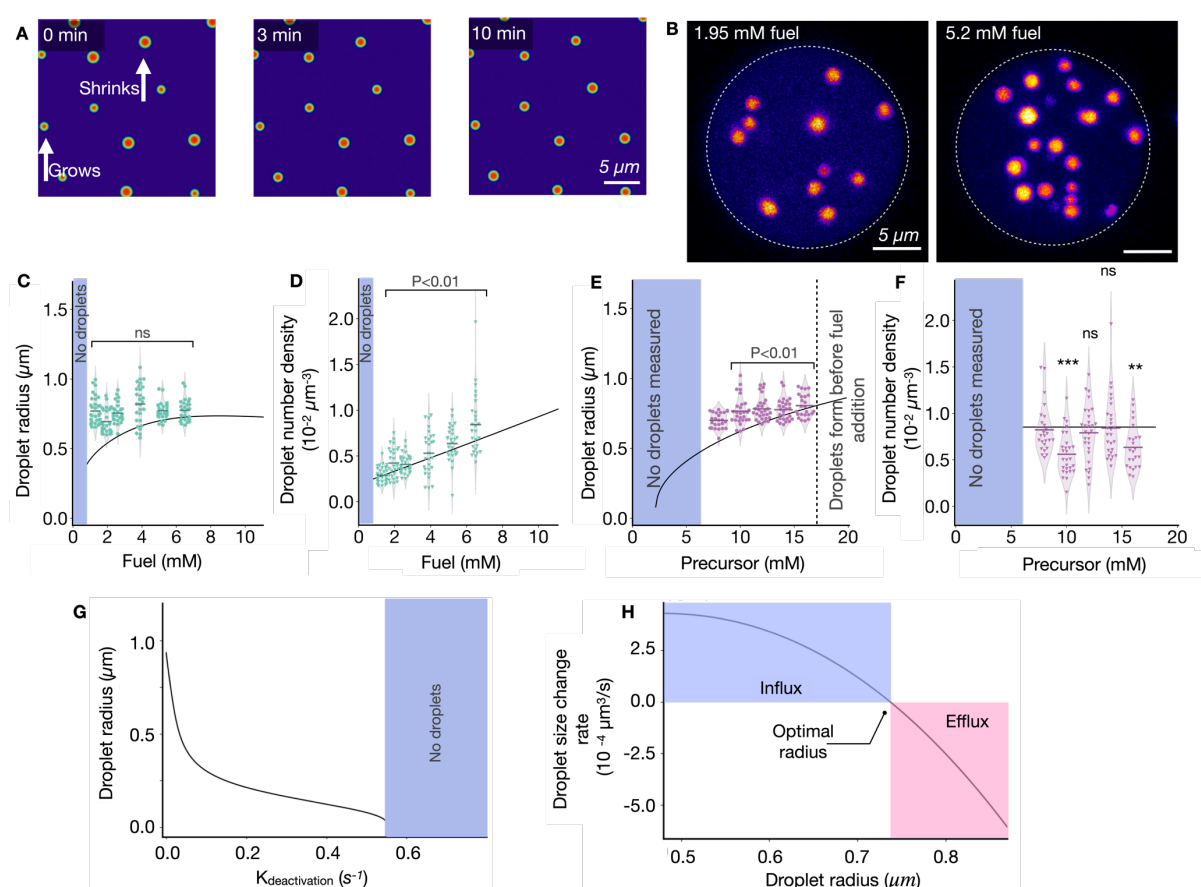 A
0 min
Shrinks
Grows
3 min
10 min
5 µm
B
1.95 mM fuel
5 µm
5.2 mM fuel
C
Droplet radius (µm)
1.5
1.0
0.5
0.0
No droplets
ns
0 2 4 6 8 10
Fuel (mM)
D
Droplet number density
(10⁻² µm⁻³)
2.0
1.5
1.0
0.5
0.0
No droplets
P<0.01
0 2 4 6 8 10
Fuel (mM)
E
Droplet radius (µm)
1.5
1.0
0.5
0.0
No droplets measured
P<0.01
Droplets form before fuel
addition
0 5 10 15 20
Precursor (mM)
F
Droplet number density
(10⁻² µm-3)
2.0
1.5
1.0
0.5
0.0
No droplets measured
ns
ns
***
**
0 5 10 15 20
Precursor (mM)
G
Droplet radius (µm)
1.0
0.5
0.0
No droplets
0.0 0.2 0.4 0.6
Kdeactivation (s⁻¹)
H
Droplet size change
rate
(10 ⁻⁴ µm³/s)
2.5
0.0
-2.5
-5.0
Influx
Efflux
Optimal
radius
0.5 0.6 0.7 0.8
Droplet radius (µm)